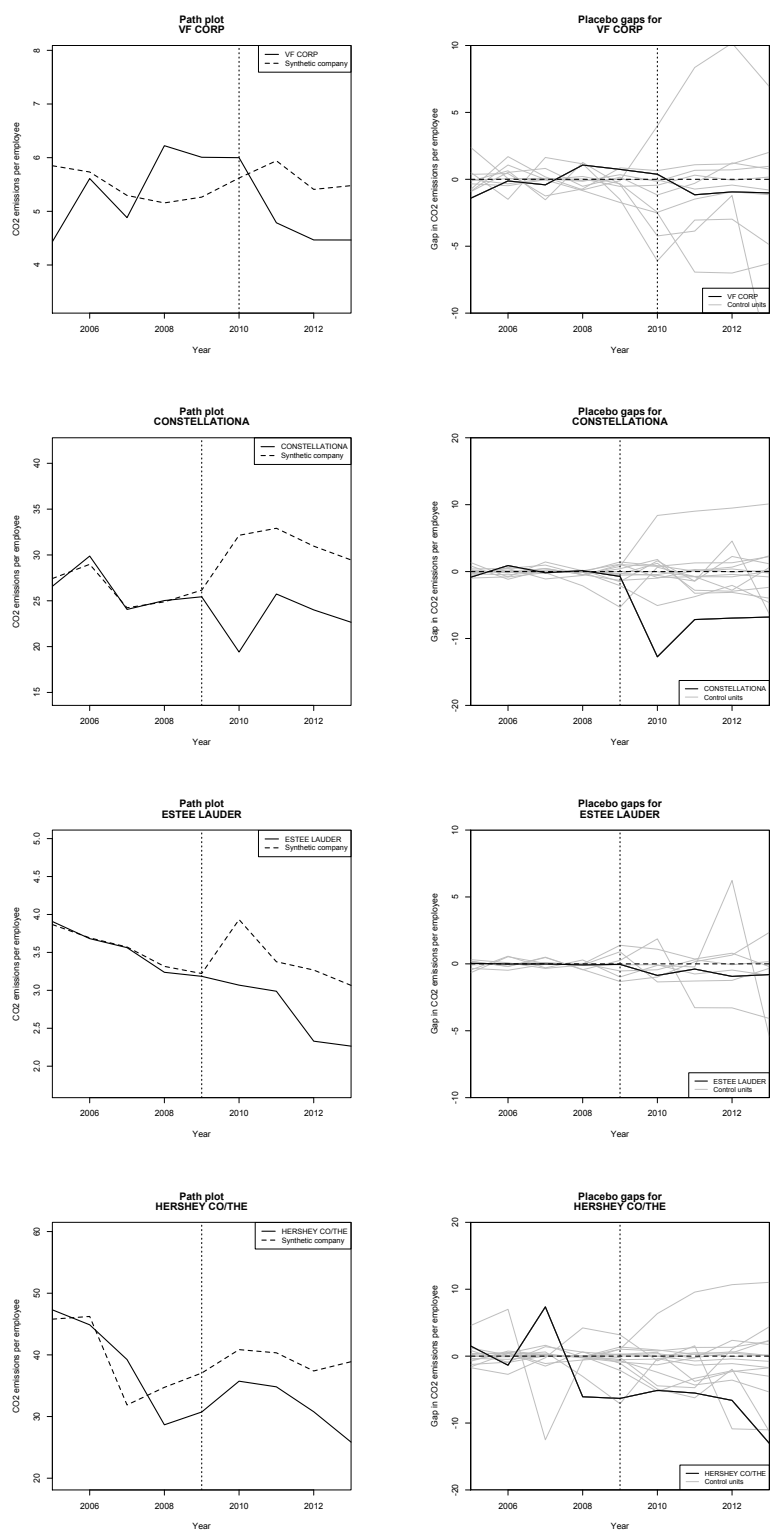 Path plot
VF CORP
VF CORP
Synthetic company
CO2 emissions per employee
8
7
6
5
4
2006 2008 2010 2012
Year
Placebo gaps for
VF CORP
Gap in CO2 emissions per employee
10
5
0
-5
-10
VF CORP
Control units
2006 2008 2010 2012
Year
Path plot
CONSTELLATIONA
CONSTELLATIONA
Synthetic company
CO2 emissions per employee
40
35
30
25
20
15
2006 2008 2010 2012
Year
Placebo gaps for
CONSTELLATIONA
Gap in CO2 emissions per employee
20
10
0
-10
-20
CONSTELLATIONA
Control units
2006 2008 2010 2012
Year
Path plot
ESTEE LAUDER
ESTEE LAUDER
Synthetic company
CO2 emissions per employee
5.0
4.5
4.0
3.5
3.0
2.5
2.0
2006 2008 2010 2012
Year
Placebo gaps for
ESTEE LAUDER
Gap in CO2 emissions per employee
10
5
0
-5
-10
ESTEE LAUDER
Control units
2006 2008 2010 2012
Year
Path plot
HERSHEY CO/THE
HERSHEY CO/THE
Synthetic company
CO2 emissions per employee
60
50
40
30
20
2006 2008 2010 2012
Year
Placebo gaps for
HERSHEY CO/THE
Gap in CO2 emissions per employee
20
10
0
-10
-20
HERSHEY CO/THE
Control units
2006 2008 2010 2012
Year